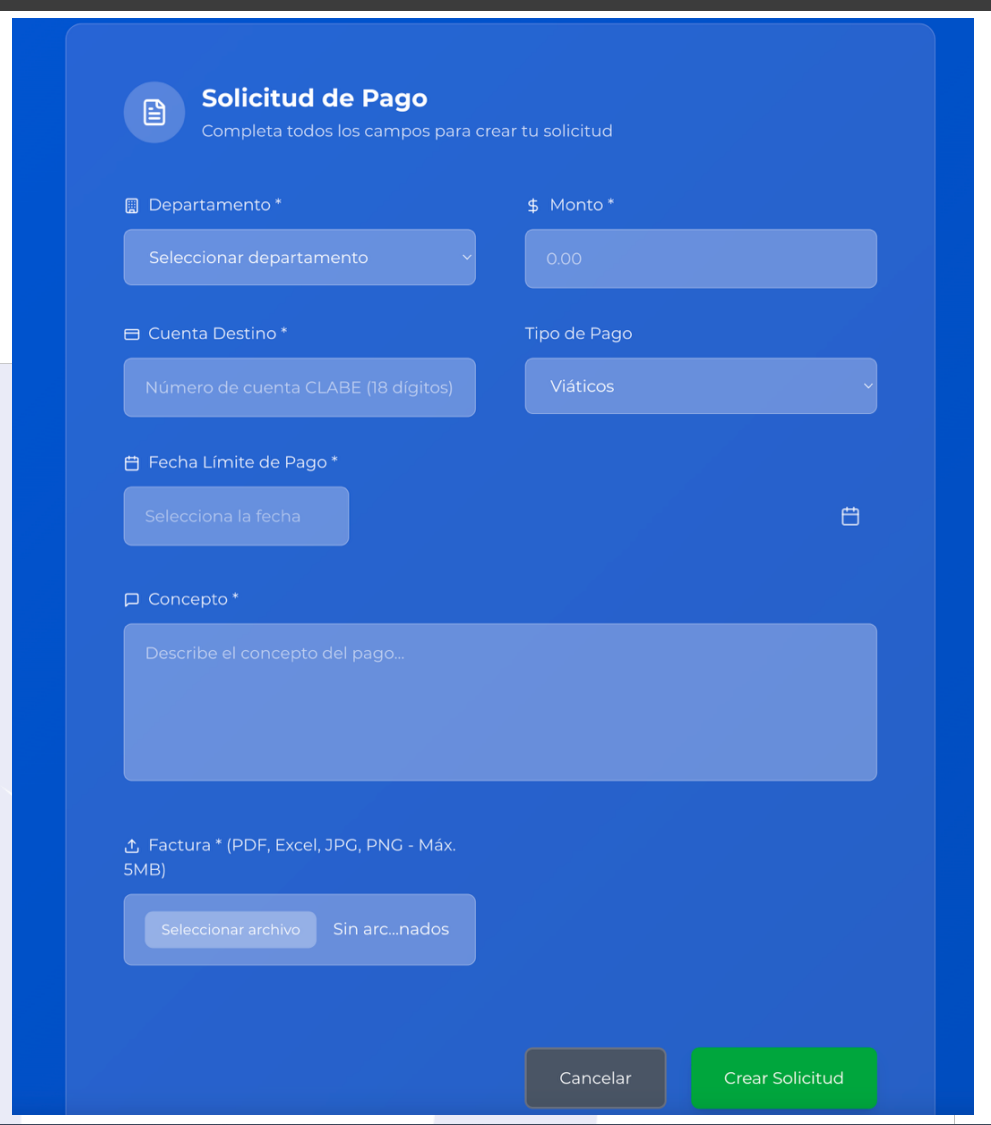 Solicitud de Pago
Completa todos los campos para crear tu solicitud
Departamento *
$ Monto *
Seleccionar departamento
0.00
Cuenta Destino *
Tipo de Pago
Número de cuenta CLABE (18 dígitos)
Viáticos
Fecha Límite de Pago *
Selecciona la fecha
Concepto *
Describe el concepto del pago...
Factura * (PDF, Excel, JPG, PNG - Máx.
5MB)
Seleccionar archivo
Sin arc...nados
Cancelar
Crear Solicitud